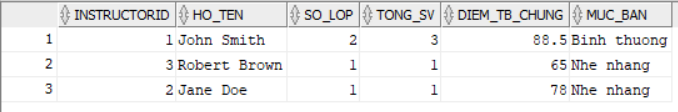 INSTRUCTORID HO_TEN SO_LOP TONG_SV DIEM_TB_CHUNG MUC_BAN
1 1 John Smith 2 3 88.5 Binh thuong
2 3 Robert Brown 1 1 65 Nhe nhang
3 2 Jane Doe 1 1 78 Nhe nhang